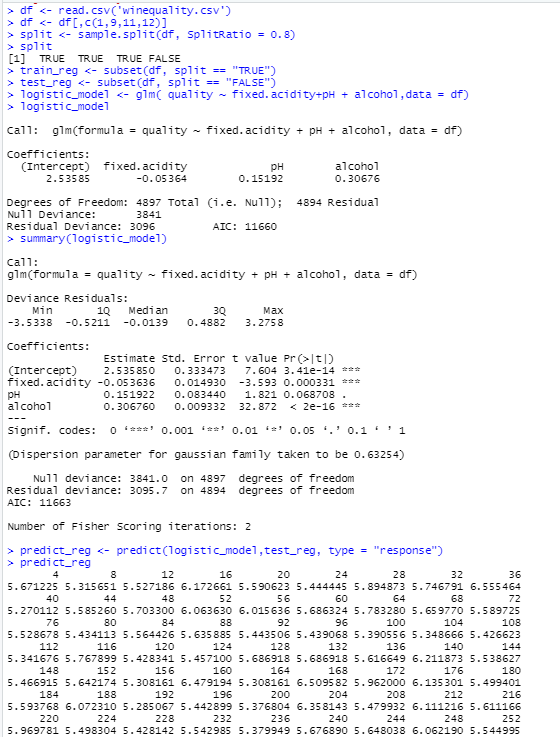 > df <- read.csv('winequality.csv')
> df <- df[,c(1,9,11,12)]
> split <- sample.split(df, SplitRatio = 0.8)
> split
[1]  TRUE  TRUE  TRUE FALSE
> train_reg <- subset(df, split == "TRUE")
> test_reg <- subset(df, split == "FALSE")
> logistic_model <- glm( quality ~ fixed.acidity+pH + alcohol,data = df)
> logistic_model
Call:  glm(formula = quality ~ fixed.acidity + pH + alcohol, data = df)
Coefficients:
(Intercept)  fixed.acidity             pH        alcohol
2.53585       -0.05364        0.15192        0.30676
Degrees of Freedom: 4897 Total (i.e. Null);  4894 Residual
Null Deviance:      3841
Residual Deviance: 3096        AIC: 11660
> summary(logistic_model)
Call:
glm(formula = quality ~ fixed.acidity + pH + alcohol, data = df)
Deviance Residuals:
Min       1Q   Median       3Q      Max
-3.5338  -0.5211  -0.0139   0.4882   3.2758
Coefficients:
Estimate Std. Error t value Pr(>|t|)
(Intercept)    2.535850   0.333473   7.604 3.41e-14 ***
fixed.acidity -0.053636   0.014930  -3.593 0.000331 ***
pH             0.151922   0.083440   1.821 0.068708 .
alcohol        0.306760   0.009332  32.872  < 2e-16 ***
---
Signif. codes:  0 ‘***’ 0.001 ‘**’ 0.01 ‘*’ 0.05 ‘.’ 0.1 ‘ ’ 1
(Dispersion parameter for gaussian family taken to be 0.63254)
Null deviance: 3841.0  on 4897  degrees of freedom
Residual deviance: 3095.7  on 4894  degrees of freedom
AIC: 11663
Number of Fisher Scoring iterations: 2
> predict_reg <- predict(logistic_model,test_reg, type = "response")
> predict_reg
4        8       12       16       20       24       28       32       36
5.671225 5.315651 5.527186 6.172661 5.590623 5.444445 5.894873 5.746791 6.555464
40       44       48       52       56       60       64       68       72
5.270112 5.585260 5.703300 6.063630 6.015636 5.686324 5.783280 5.659770 5.589725
76       80       84       88       92       96      100      104      108
5.528678 5.434113 5.564426 5.635885 5.443506 5.439068 5.390556 5.348666 5.426623
112      116      120      124      128      132      136      140      144
5.341676 5.767899 5.428341 5.457100 5.686918 5.686918 5.616649 6.211873 5.538627
148      152      156      160      164      168      172      176      180
5.466915 5.642174 5.308161 6.479194 5.308161 6.509582 5.962000 6.135301 5.499401
184      188      192      196      200      204      208      212      216
5.593768 6.072310 5.285067 5.442899 5.376804 6.358143 5.479932 6.111216 5.611166
220      224      228      232      236      240      244      248      252
5.969781 5.498304 5.428142 5.542985 5.379949 5.676890 5.648038 6.062190 5.544995